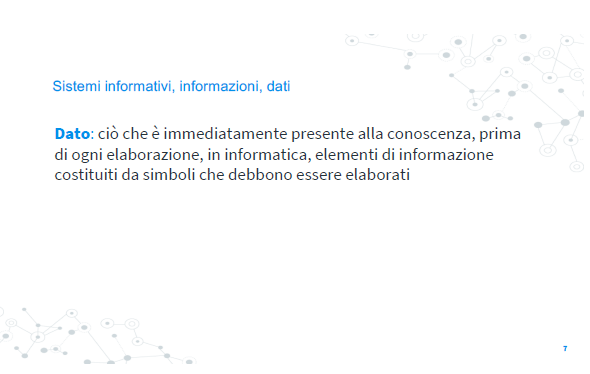 Sistemi informativi, informazioni, dati
Dato: ciò che è immediatamente presente alla conoscenza, prima
di ogni elaborazione, in informatica, elementi di informazione
costituiti da simboli che debbono essere elaborati
7